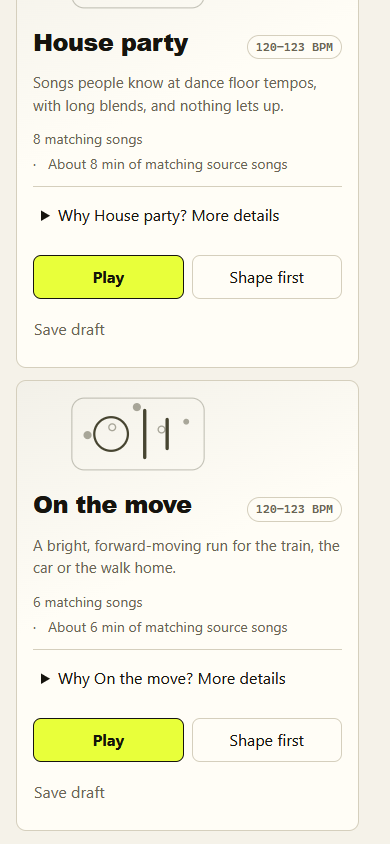 House party
120–123 BPM
Songs people know at dance floor tempos,
with long blends, and nothing lets up.
8 matching songs
· About 8 min of matching source songs
▶ Why House party? More details
Play
Shape first
Save draft
On the move
120–123 BPM
A bright, forward-moving run for the train, the
car or the walk home.
6 matching songs
· About 6 min of matching source songs
▶ Why On the move? More details
Play
Shape first
Save draft